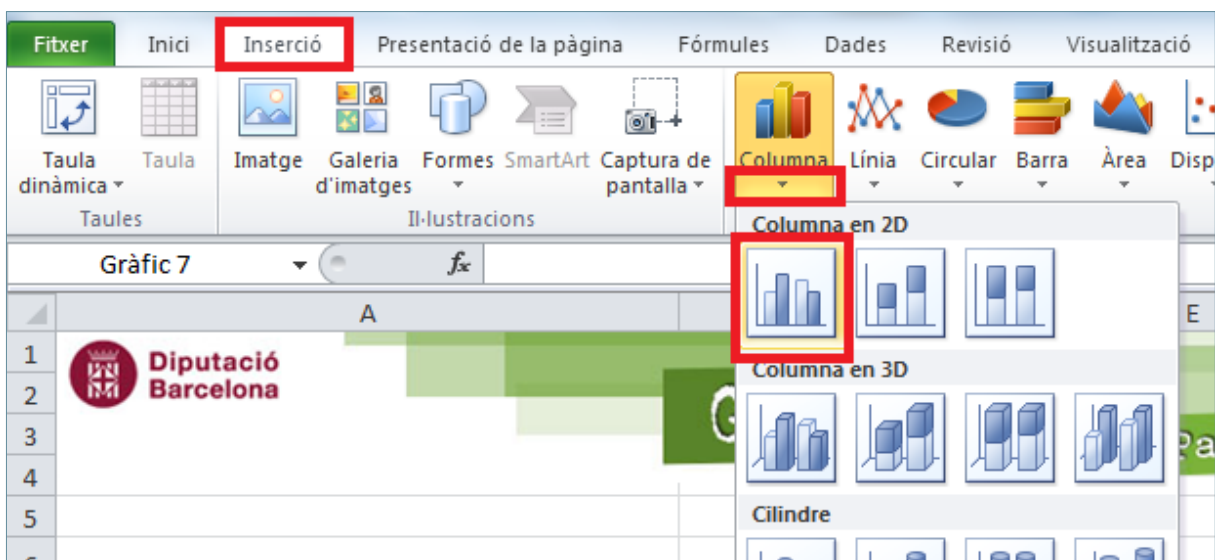 Fitxer Inici Inserció Presentació de la pàgina Fórmules Dades Revisió Visualització
Taula dinàmica
Taula
Imatge
Galeria d'imatges
Formes
SmartArt
Captura de pantalla
Columna
Línia
Circular
Barra
Àrea
Disp
Taules
Il·lustracions
Columna en 2D
Gràfic 7
fx
A
E
1
Diputació
2
Barcelona
Columna en 3D
3
Pa
4
5
Cilindre